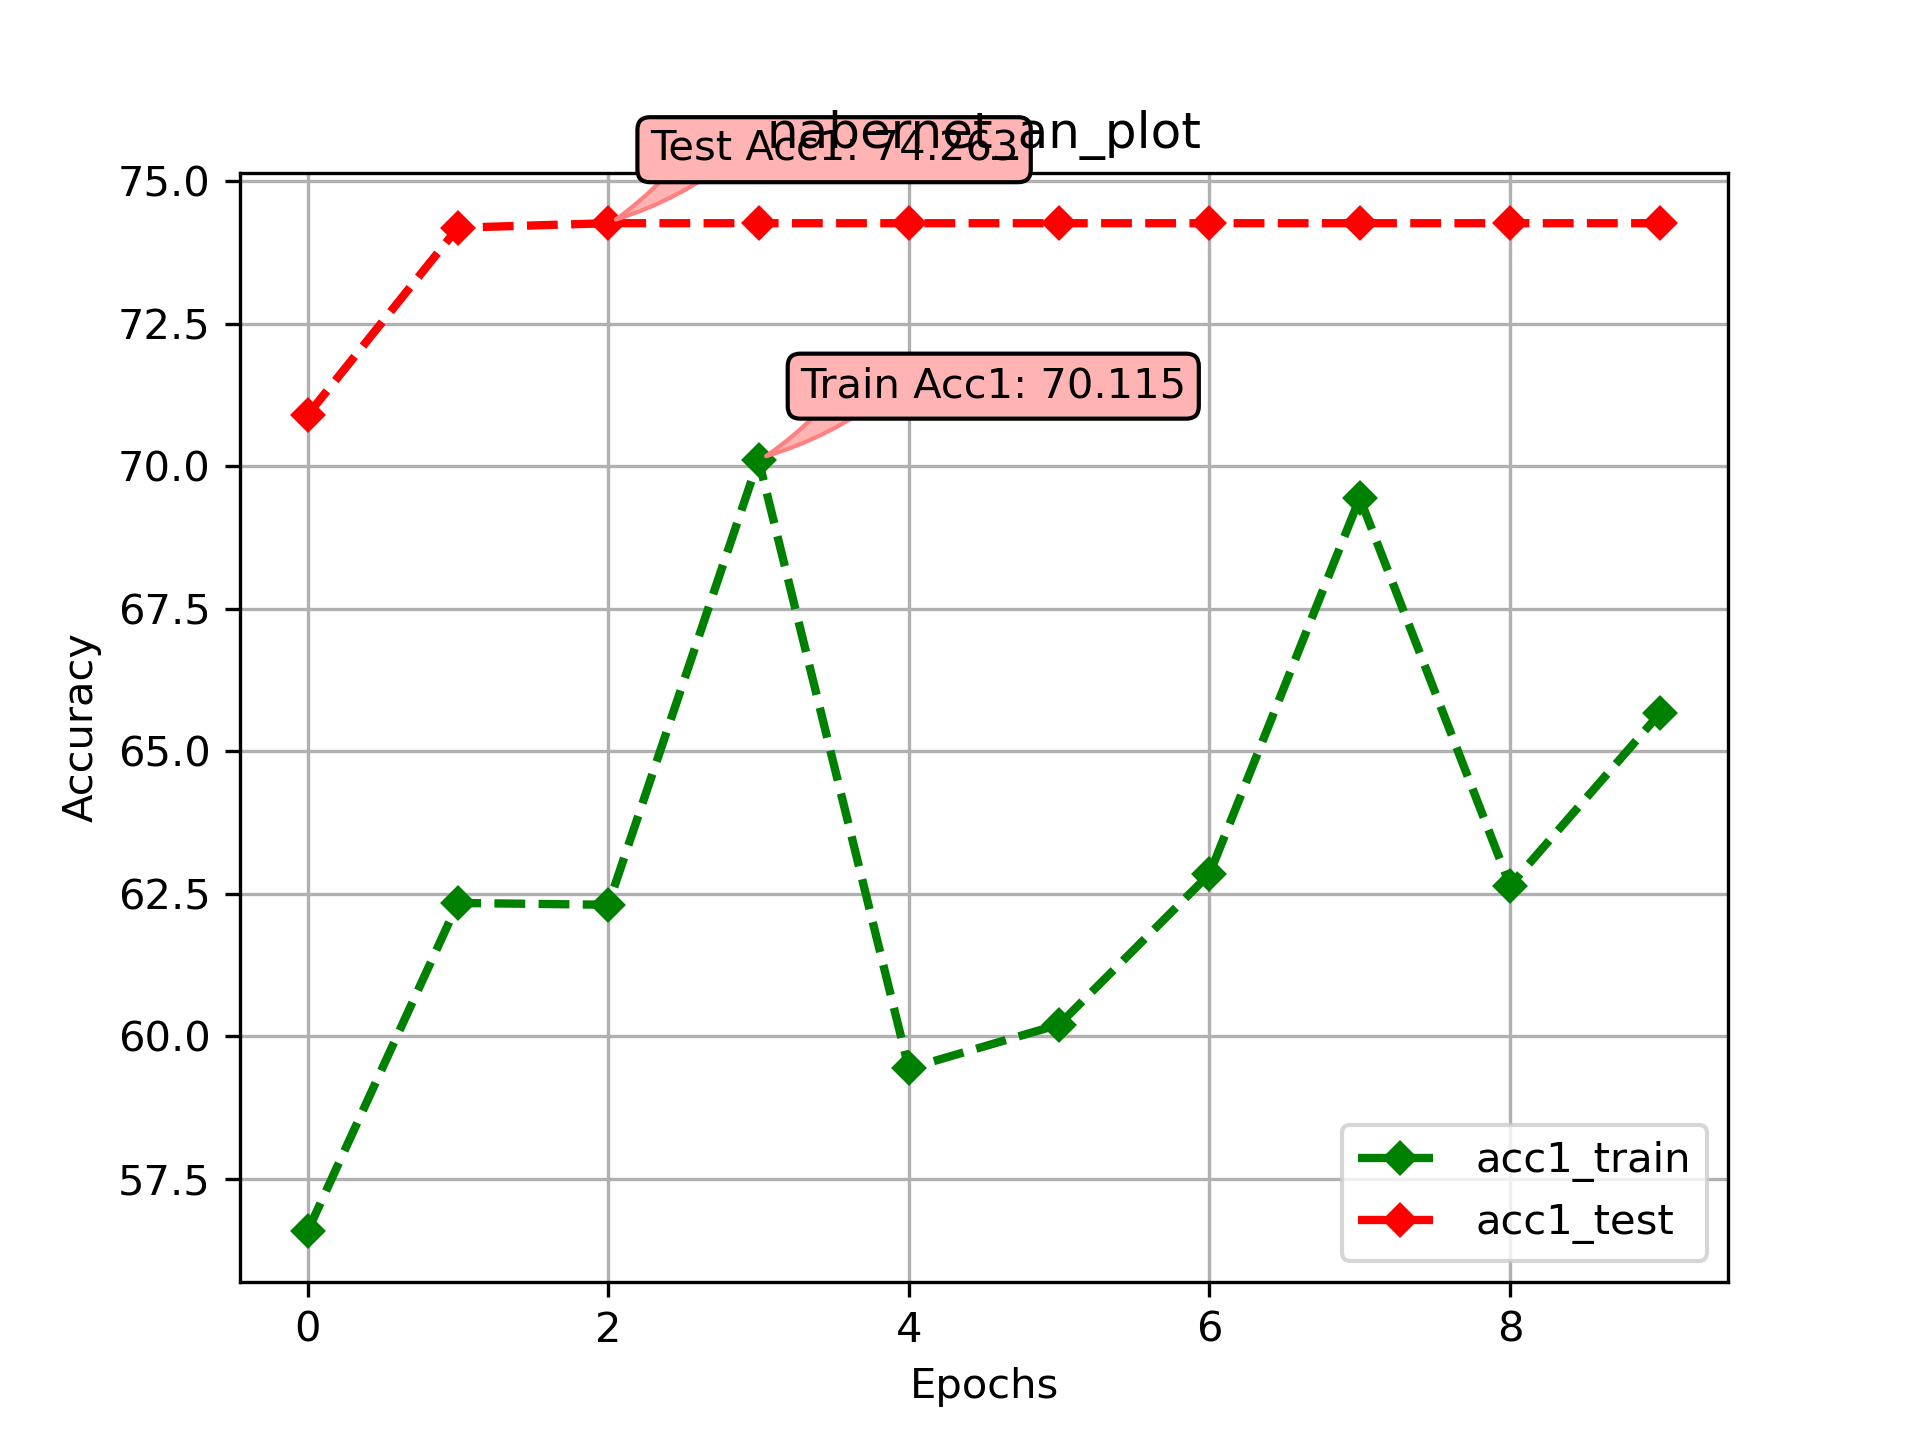 nabernet_an_plot
Test Acc1: 74.263
Train Acc1: 70.115
75.0
72.5
70.0
67.5
65.0
62.5
60.0
57.5
Accuracy
acc1_train
acc1_test
0 2 4 6 8
Epochs